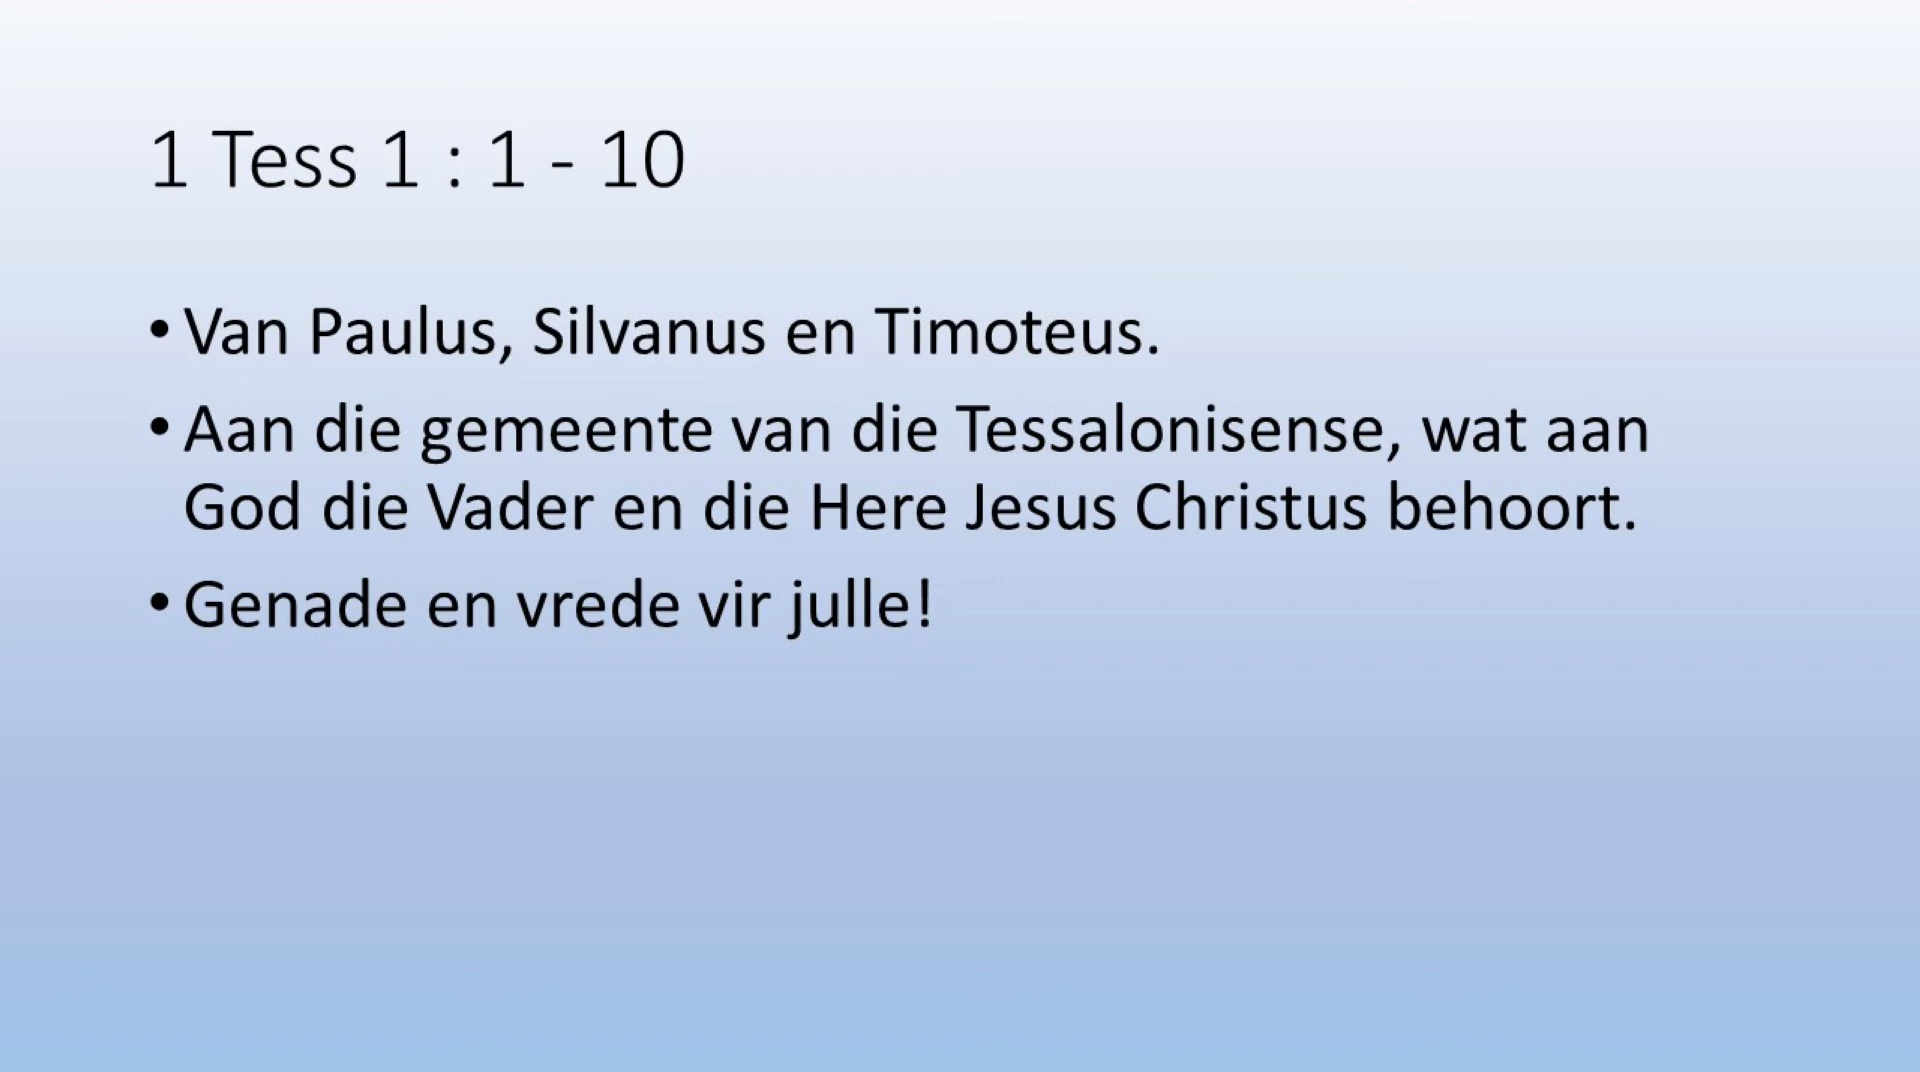 1 Tess 1 : 1 - 10
• Van Paulus, Silvanus en Timoteus.
• Aan die gemeente van die Tessalonisense, wat aan
God die Vader en die Here Jesus Christus behoort.
• Genade en vrede vir julle!